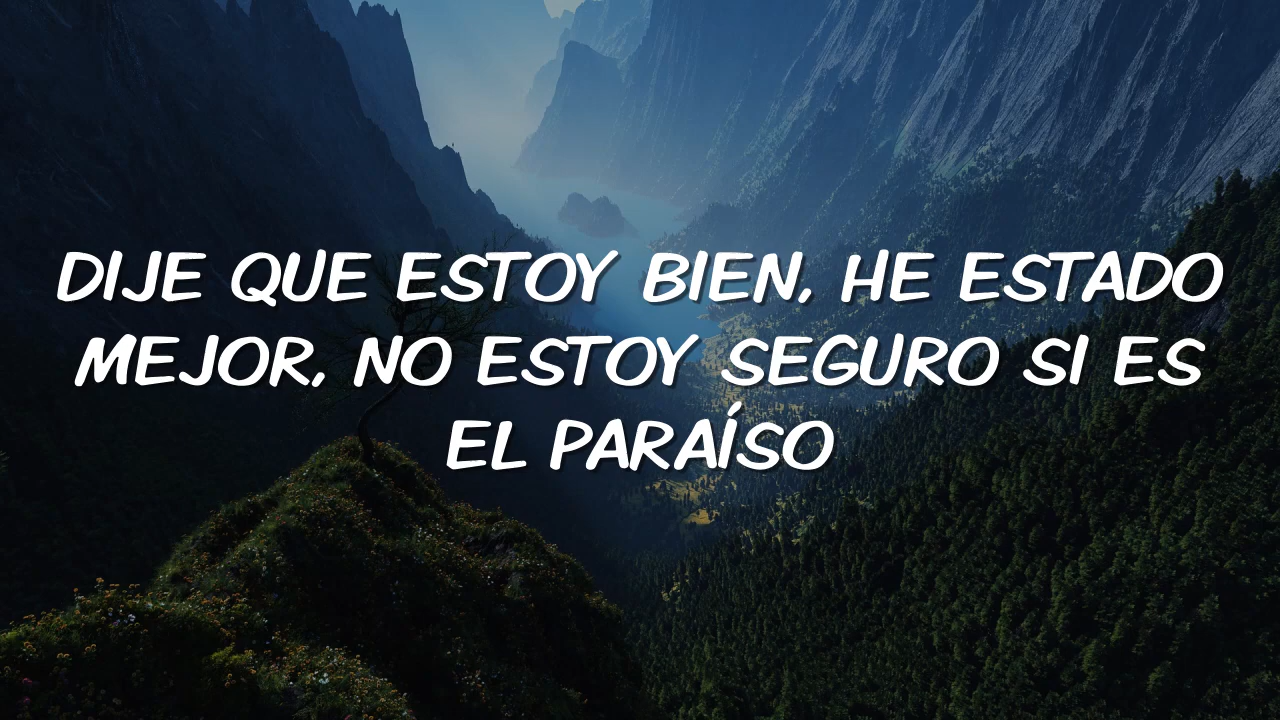 DIJE QUE ESTOY BIEN, HE ESTADO
MEJOR, NO ESTOY SEGURO SI ES
EL PARAÍSO